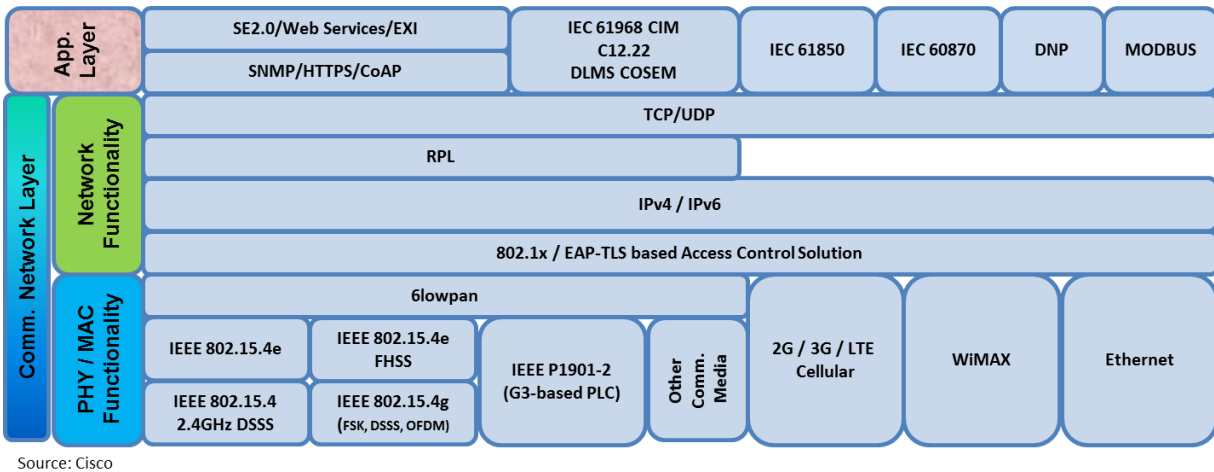 App.
Layer
SE2.0/Web Services/EXI
SNMP/HTTPS/CoAP
IEC 61968 CIM
C12.22
DLMS COSEM
IEC 61850
IEC 60870
DNP
MODBUS
Comm. Network Layer
Network
Functionality
TCP/UDP
RPL
IPv4 / IPv6
802.1x / EAP-TLS based Access Control Solution
PHY / MAC
Functionality
6lowpan
IEEE 802.15.4e
IEEE 802.15.4e
FHSS
IEEE 802.15.4
2.4GHz DSSS
IEEE 802.15.4g
(FSK, DSSS, OFDM)
IEEE P1901-2
(G3-based PLC)
Other
Comm.
Media
2G / 3G / LTE
Cellular
WiMAX
Ethernet
Source: Cisco